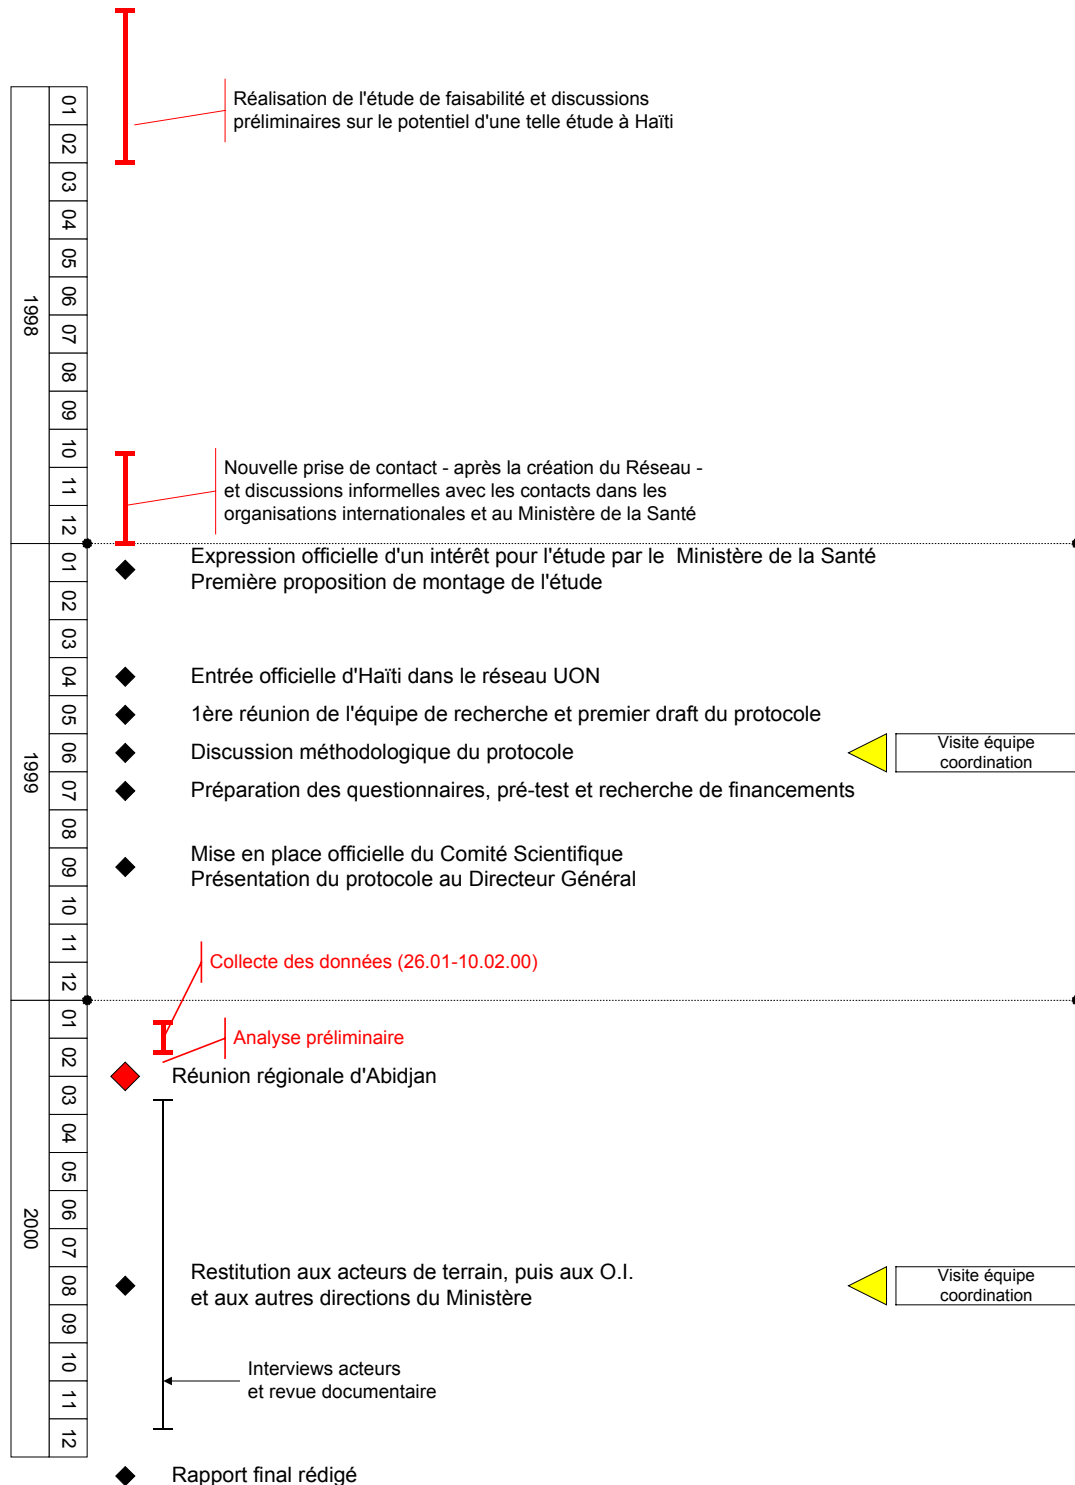 01
Réalisation de l'étude de faisabilité et discussions
préliminaires sur le potentiel d'une telle étude à Haïti
02
03
04
05
06
1998
07
08
09
10
Nouvelle prise de contact - après la création du Réseau -
11
et discussions informelles avec les contacts dans les
organisations internationales et au Ministère de la Santé
12
01
Expression officielle d'un intérêt pour l'étude par le Ministère de la Santé
Première proposition de montage de l'étude
02
03
04
Entrée officielle d'Haïti dans le réseau UON
05
1ère réunion de l'équipe de recherche et premier draft du protocole
06
Discussion méthodologique du protocole
Visite équipe
coordination
1999
07
Préparation des questionnaires, pré-test et recherche de financements
08
09
Mise en place officielle du Comité Scientifique
Présentation du protocole au Directeur Général
10
11
Collecte des données (26.01-10.02.00)
12
01
Analyse préliminaire
02
Réunion régionale d'Abidjan
03
04
05
06
2000
07
08
Restitution aux acteurs de terrain, puis aux O.I.
et aux autres directions du Ministère
Visite équipe
coordination
09
10
Interviews acteurs
et revue documentaire
11
12
Rapport final rédigé